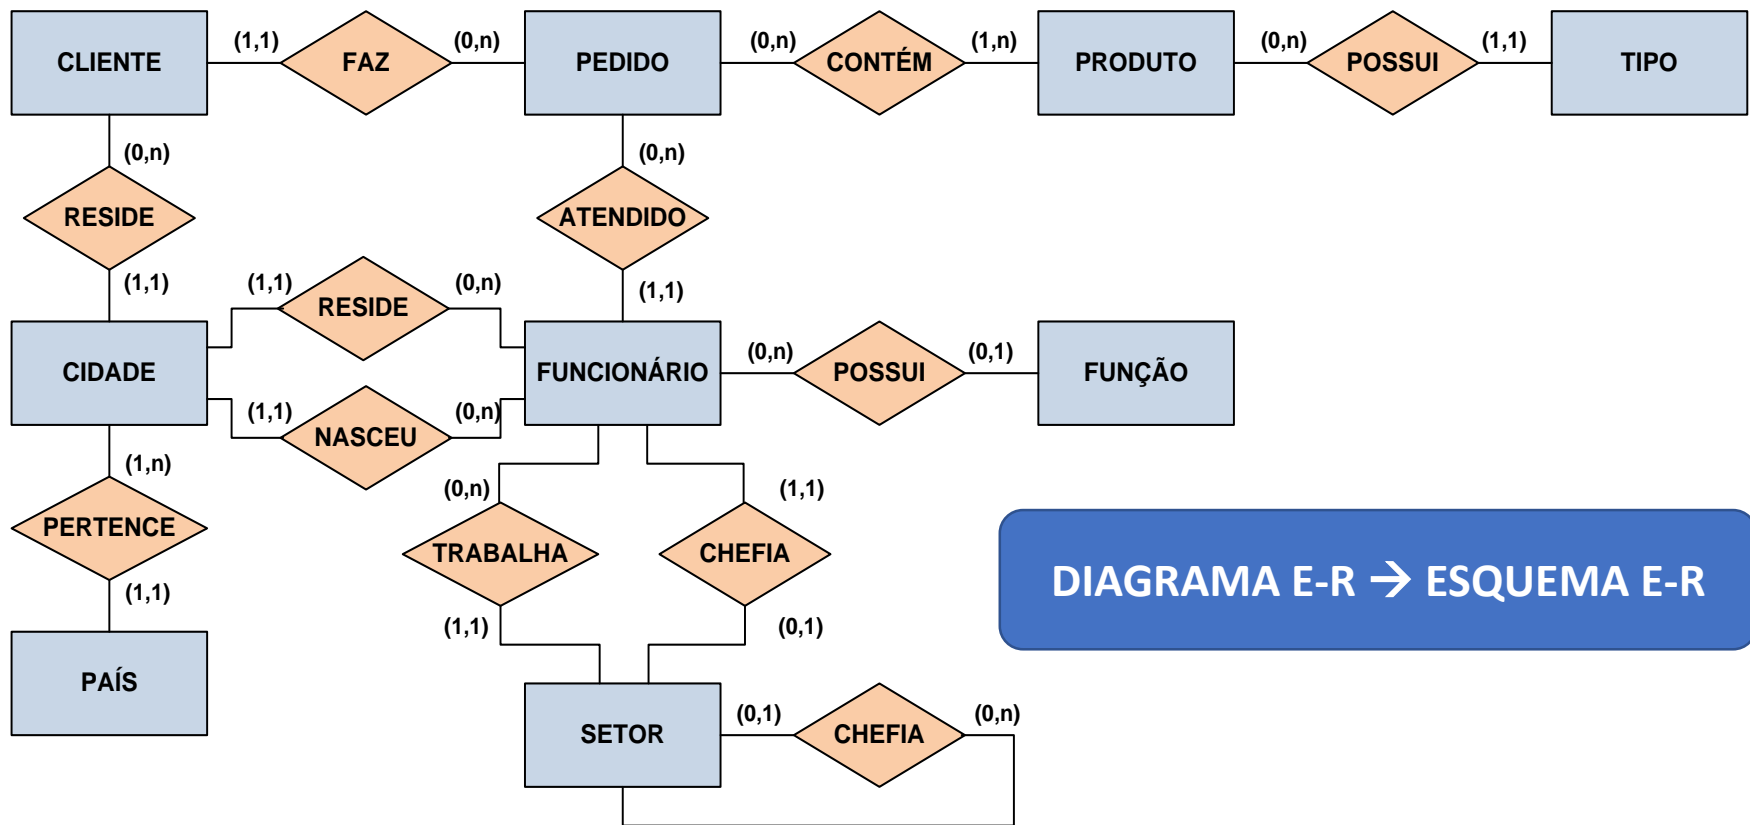 CLIENTE (1,1) FAZ (0,n) PEDIDO (0,n) CONTÉM (1,n) PRODUTO (0,n) POSSUI (1,1) TIPO
(0,n) (0,n)
RESIDE ATENDIDO
(1,1) (1,1) RESIDE (0,n) (1,1)
CIDADE FUNCIONÁRIO (0,n) POSSUI (0,1) FUNÇÃO
(1,1) NASCEU (0,n)
(1,n) (0,n) (1,1)
PERTENCE TRABALHA CHEFIA
DIAGRAMA E-R → ESQUEMA E-R
(1,1) (1,1) (0,1)
PAÍS
SETOR (0,1) CHEFIA (0,n)